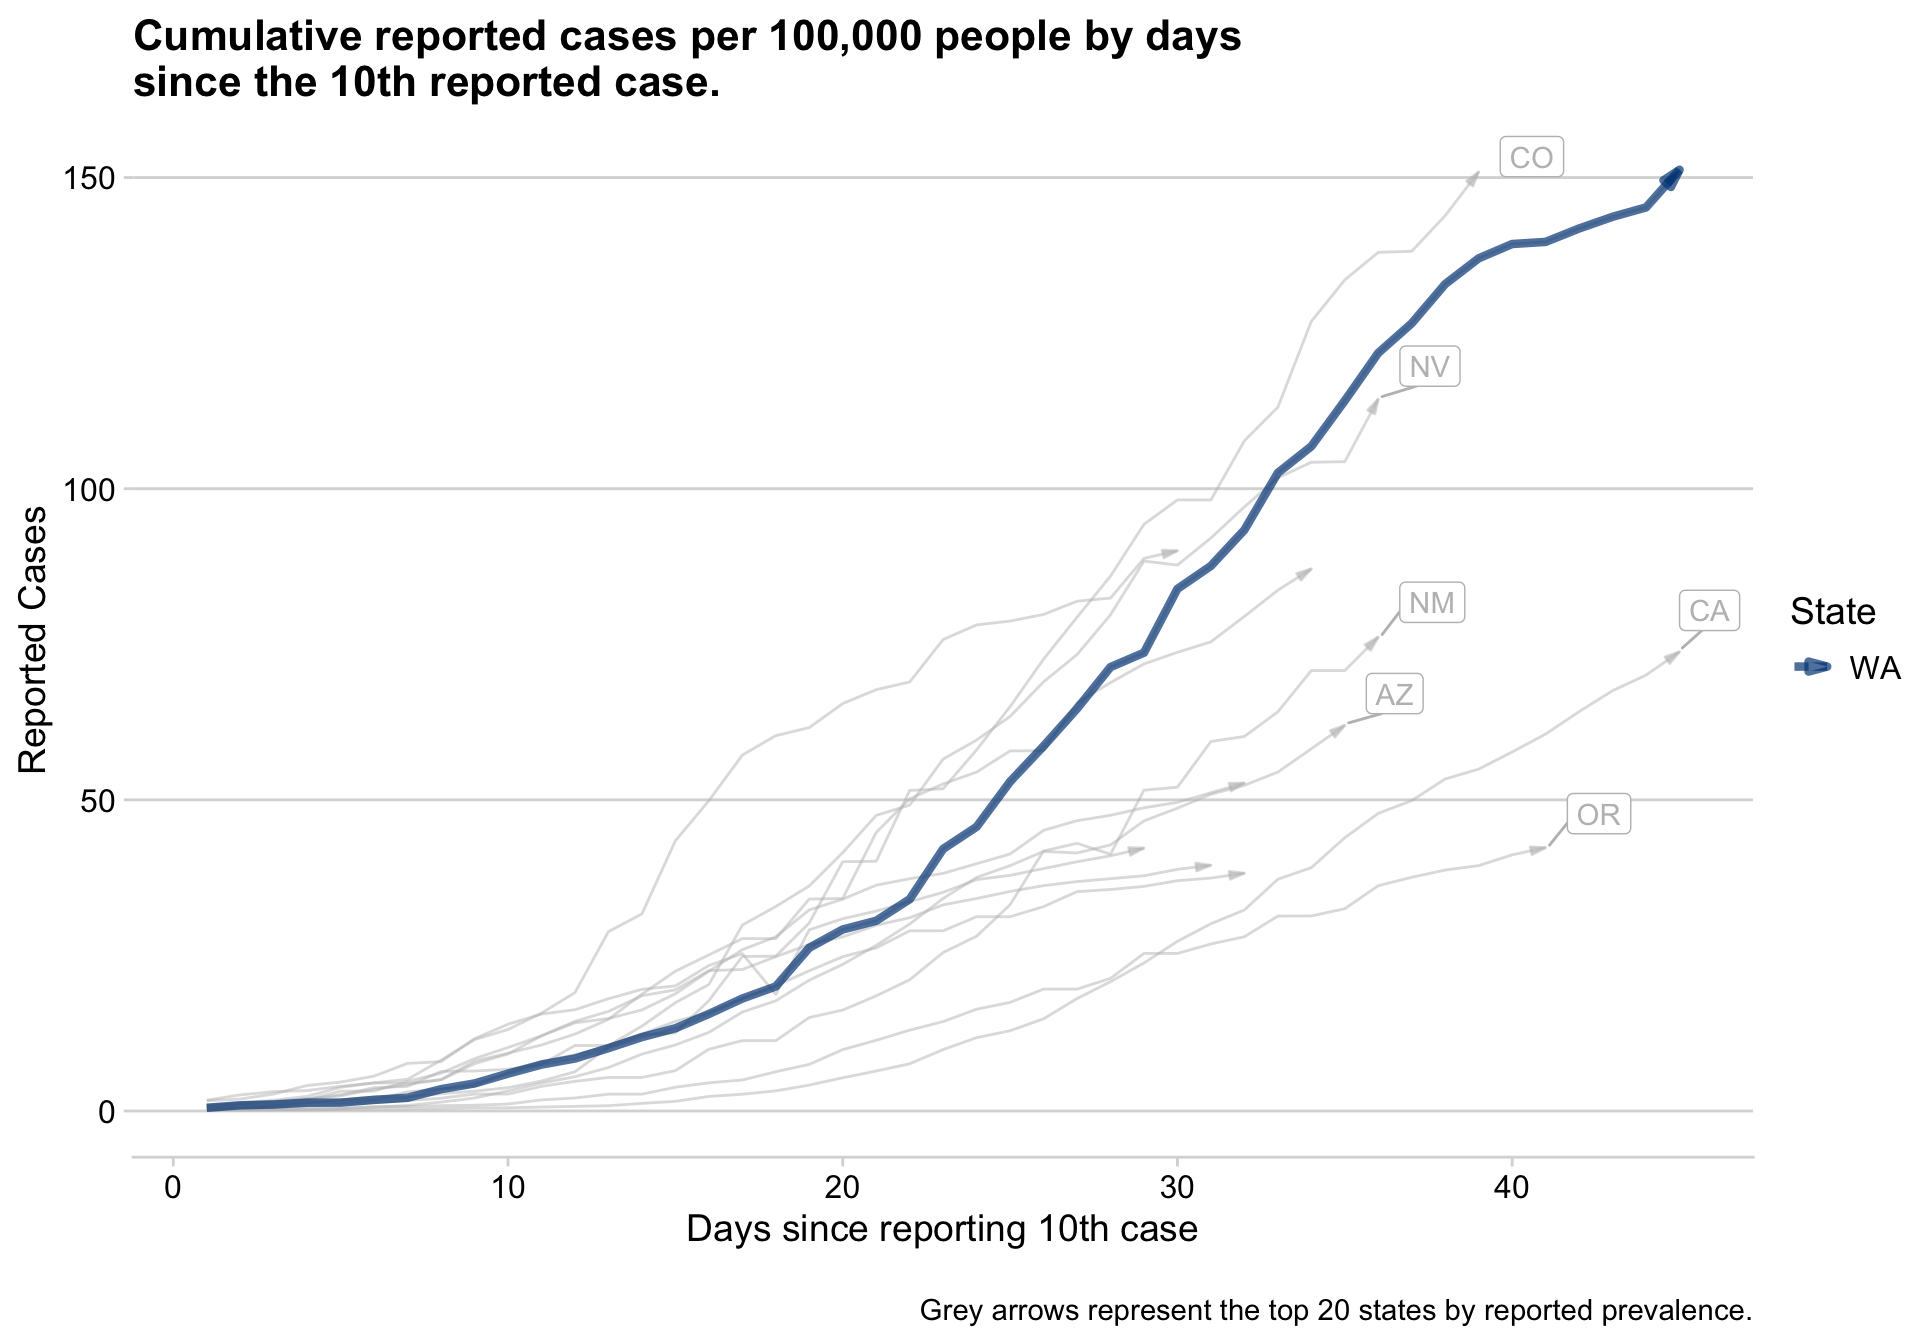 Cumulative reported cases per 100,000 people by days
since the 10th reported case.
150
100
50
0
Reported Cases
CO
NV
NM
CA
AZ
OR
State
WA
0 10 20 30 40
Days since reporting 10th case
Grey arrows represent the top 20 states by reported prevalence.